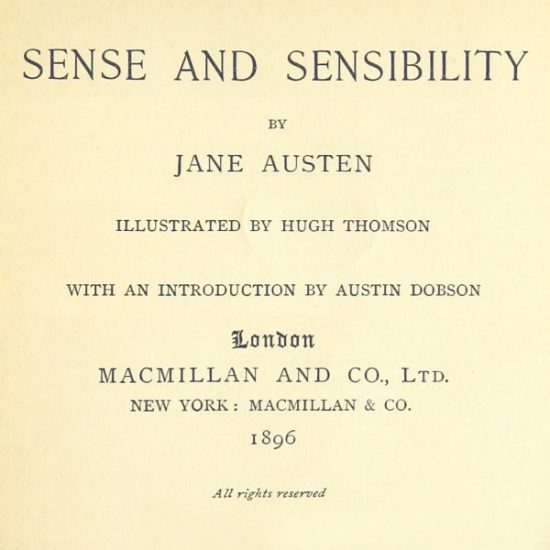 SENSE AND SENSIBILITY
BY
JANE AUSTEN
ILLUSTRATED BY HUGH THOMSON
WITH AN INTRODUCTION BY AUSTIN DOBSON
London
MACMILLAN AND CO., LTD.
NEW YORK: MACMILLAN & CO.
1896
All rights reserved